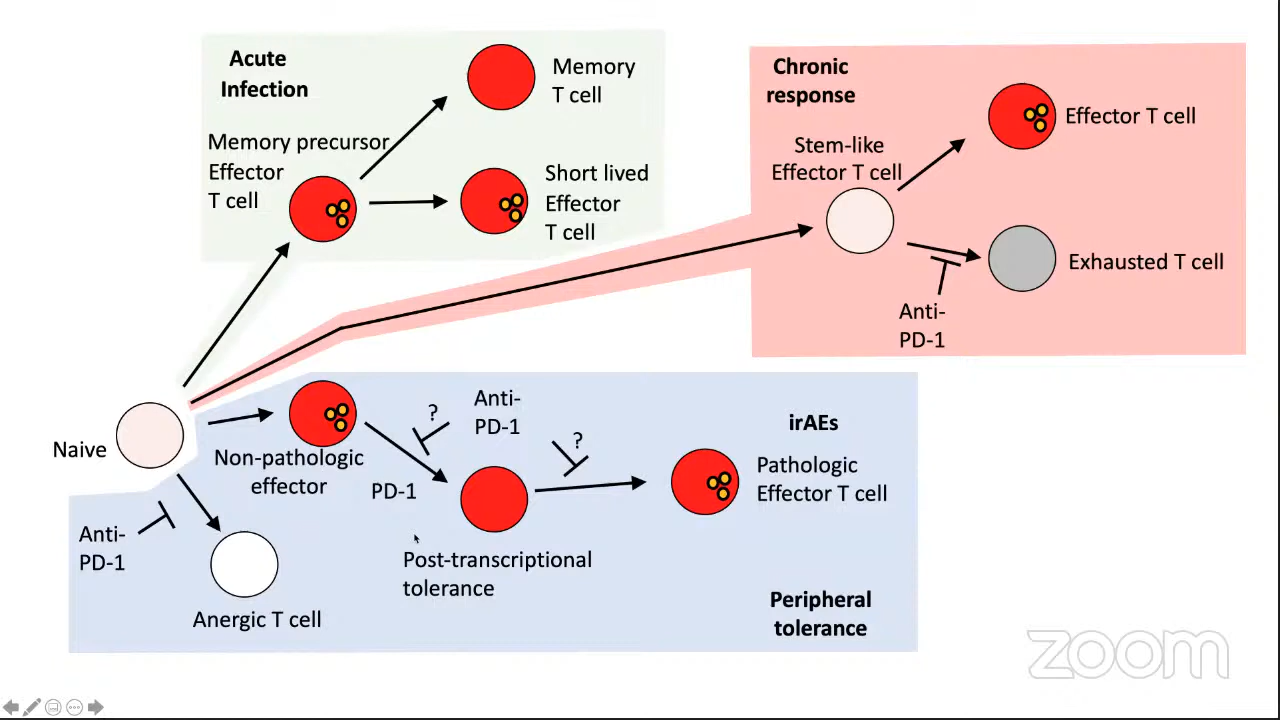 Acute
Infection
Memory
T cell
Memory precursor
Effector
T cell
Short lived
Effector
T cell
Chronic
response
Stem-like
Effector T cell
Effector T cell
Exhausted T cell
Anti-
PD-1
Naive
Non-pathologic
effector
?
Anti-
PD-1
?
PD-1
irAEs
Pathologic
Effector T cell
Anti-
PD-1
Anergic T cell
Post-transcriptional
tolerance
Peripheral
tolerance
zoom